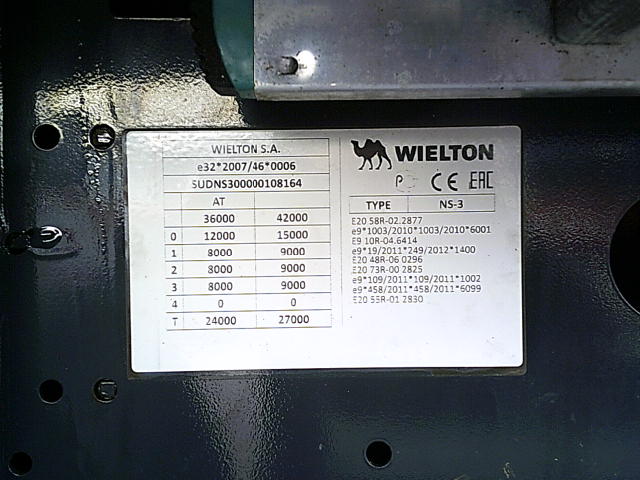 WIELTON S.A.
e32*2007/46*0006
SUDNS300000108164
AT
36000 42000
0 12000 15000
1 8000 9000
2 8000 9000
3 8000 9000
4 0 0
T 24000 27000
WIELTON
CE EAC
TYPE NS-3
E20 58R-02.2877
e9*1003/2010*1003/2010*6001
E9 10R-04.6414
e9*19/2011*249/2012*1400
E20 48R-06 0296
E20 73R-00 2825
e9*109/2011*109/2011*1002
e9*458/2011*458/2011*6099
E20 55R-01 2830